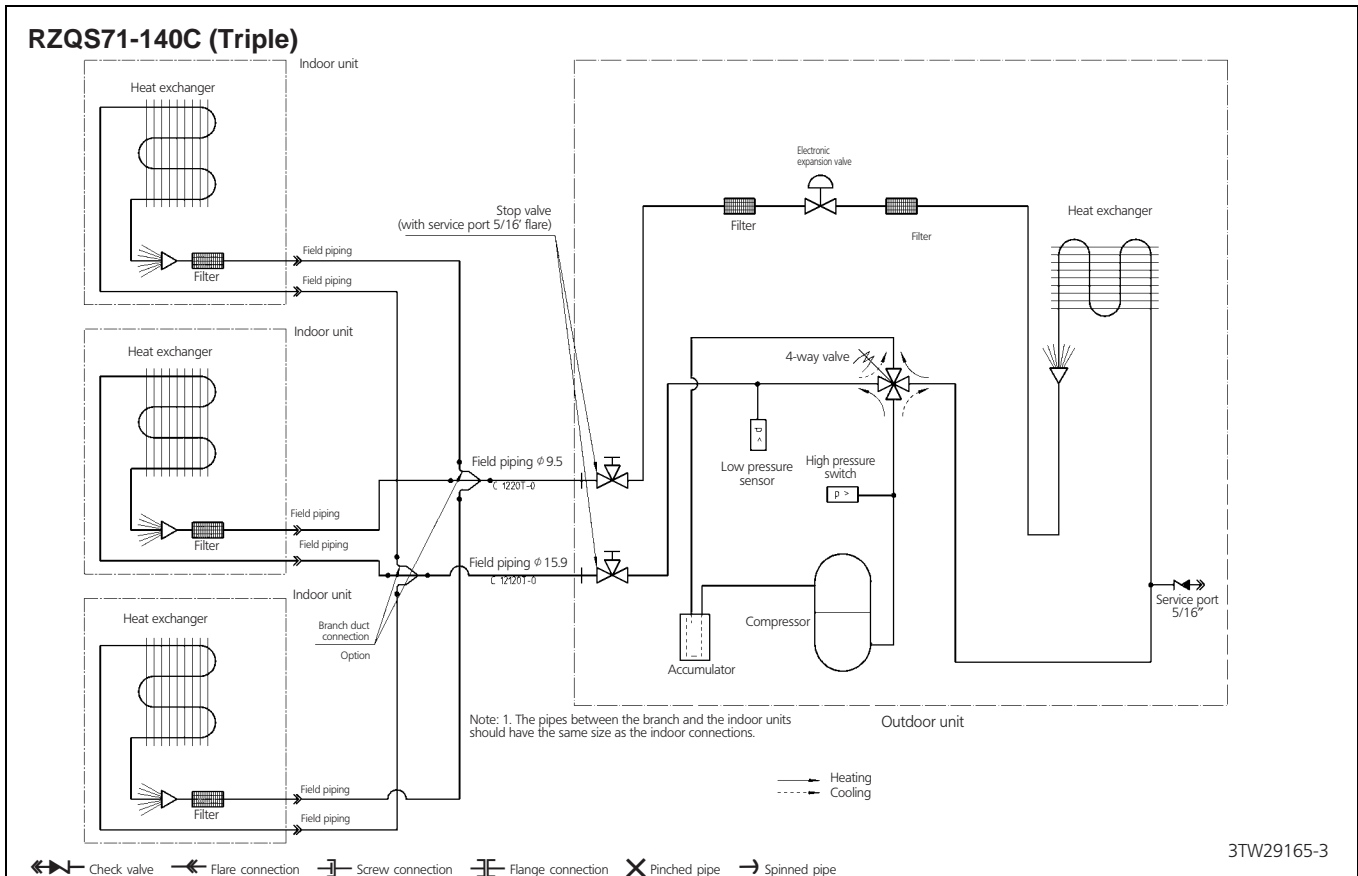 RZQS71-140C (Triple)
Indoor unit
Heat exchanger
Filter
Field piping
Field piping
Indoor unit
Heat exchanger
Filter
Field piping
Field piping
Indoor unit
Heat exchanger
Filter
Field piping
Field piping
Stop valve
(with service port 5/16' flare)
Field piping ϕ 9.5
C 1220T-0
Field piping ϕ 15.9
C 12120T-0
Branch duct
connection
Option
Electronic
expansion valve
Filter
Filter
Heat exchanger
4-way valve
p <
Low pressure
sensor
High pressure
switch
p >
Compressor
Accumulator
Service port
5/16"
Outdoor unit
Note: 1. The pipes between the branch and the indoor units
should have the same size as the indoor connections.
Heating
Cooling
3TW29165-3
Check valve
Flare connection
Screw connection
Flange connection
Pinched pipe
Spinned pipe